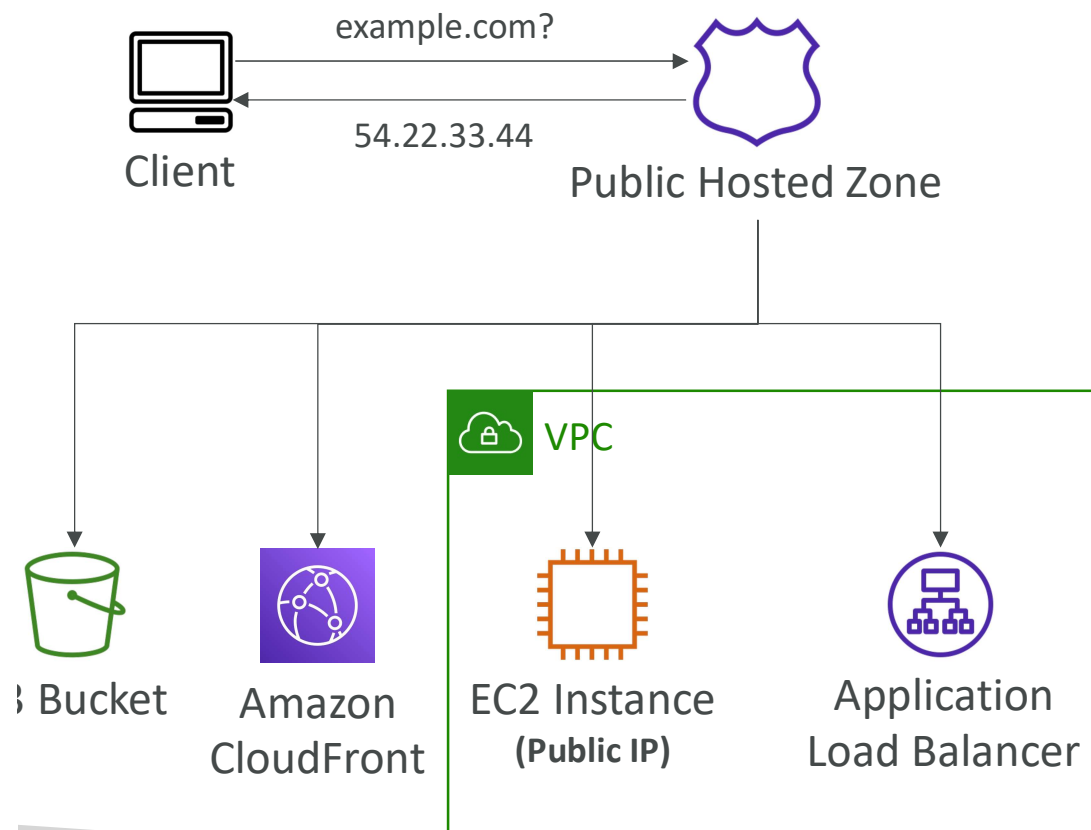 example.com?
54.22.33.44
Client
Public Hosted Zone
VPC
Bucket
Amazon
CloudFront
EC2 Instance
(Public IP)
Application
Load Balancer